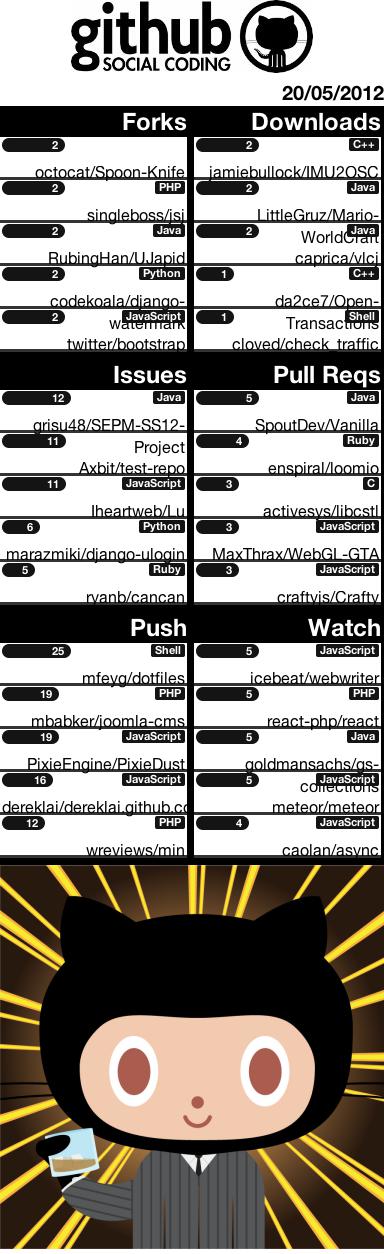 github
SOCIAL CODING
20/05/2012
Forks
2
octocat/Spoon-Knife
2 PHP
singleboss/jsj
2 Java
RubingHan/UJapid
2 Python
codekoala/django-
watermark
2 JavaScript
twitter/bootstrap
Downloads
2 C++
jamiebullock/IMU2OSC
2 Java
LittleGruz/Mario-
WorldCraft
2 Java
caprica/vlcj
1 C++
da2ce7/Open-
Transactions
1 Shell
cloved/check_traffic
Issues
12 Java
grisu48/SEPM-SS12-
Project
11
Axbit/test-repo
11 JavaScript
lheartweb/Lu
6 Python
marazmiki/django-ulogin
5 Ruby
ryanb/cancan
Pull Reqs
5 Java
SpoutDev/Vanilla
4 Ruby
enspiral/loomio
3 C
activesys/libcstl
3 JavaScript
MaxThrax/WebGL-GTA
3 JavaScript
craftyjs/Crafty
Push
25 Shell
mfeyg/dotfiles
19 PHP
mbabker/joomla-cms
19 JavaScript
PixieEngine/PixieDust
16 JavaScript
dereklai/dereklai.github.co
12 PHP
wreviews/min
Watch
5 JavaScript
icebeat/webwriter
5 PHP
react-php/react
5 Java
goldmansachs/gs-
collections
5 JavaScript
meteor/meteor
4 JavaScript
caolan/async